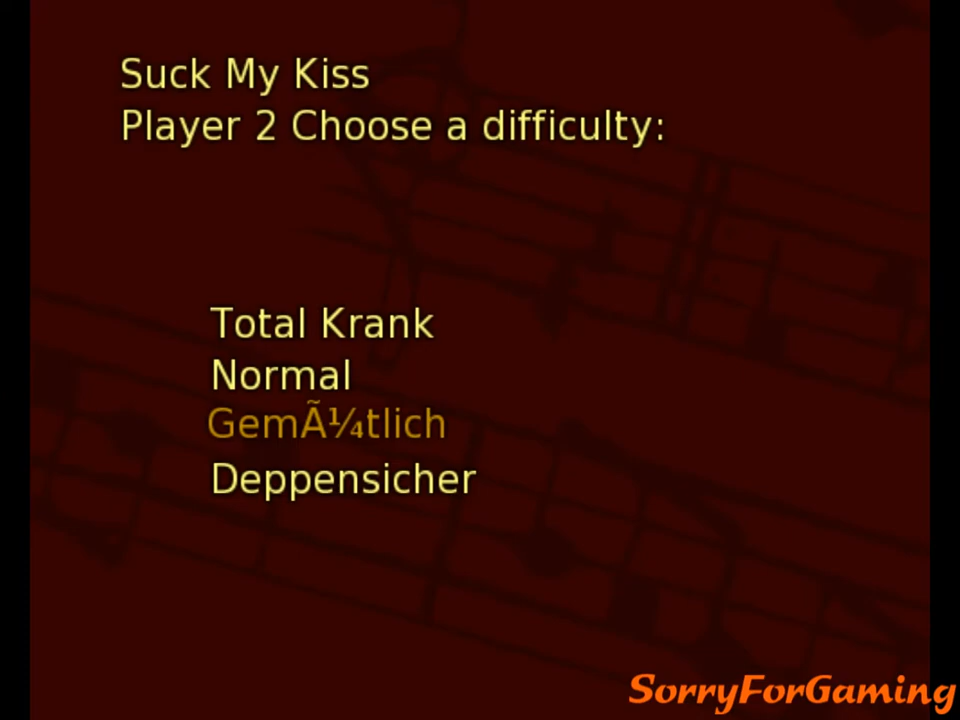 Suck My Kiss
Player 2 Choose a difficulty:
Total Krank
Normal
GemÃ¼tlich
Deppensicher
SorryForGaming